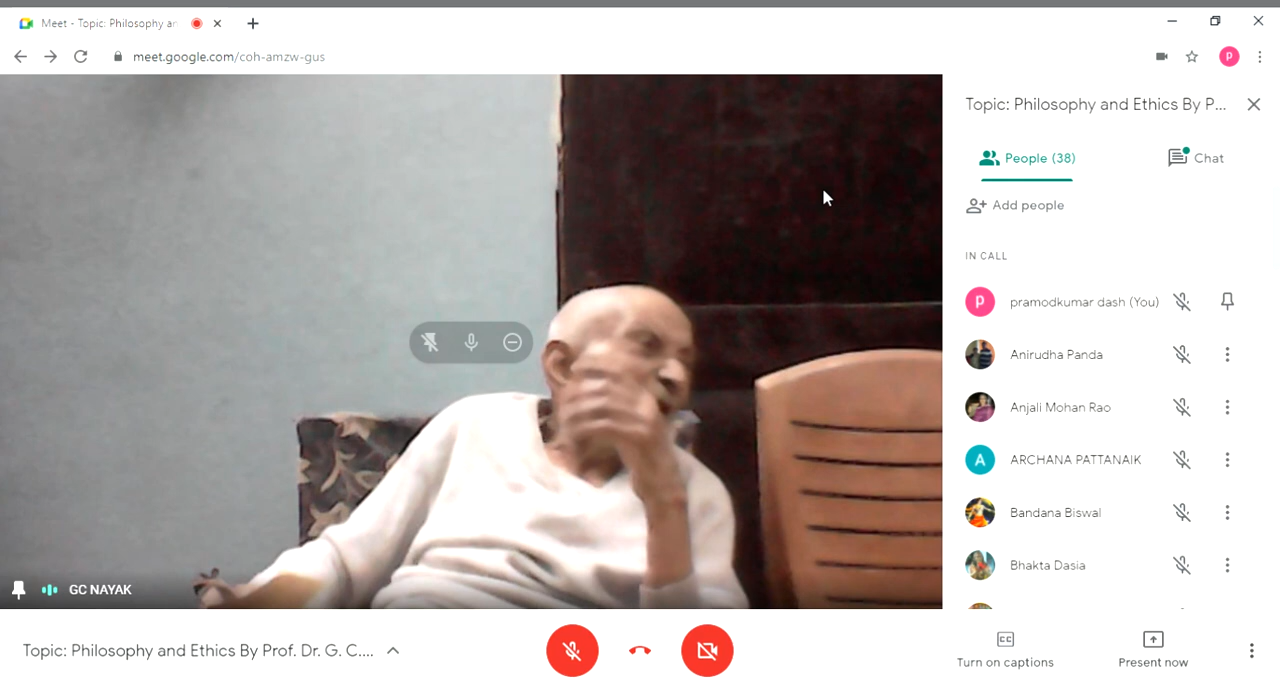 Meet - Topic: Philosophy an
meet.google.com/coh-amzw-gus
P
Topic: Philosophy and Ethics By P...
People (38)
Chat
Add people
IN CALL
P
pramodkumar dash (You)
Anirudha Panda
Anjali Mohan Rao
A
ARCHANA PATTANAIK
Bandana Biswal
Bhakta Dasia
GC NAYAK
Topic: Philosophy and Ethics By Prof. Dr. G. C....
CC
Turn on captions
Present now